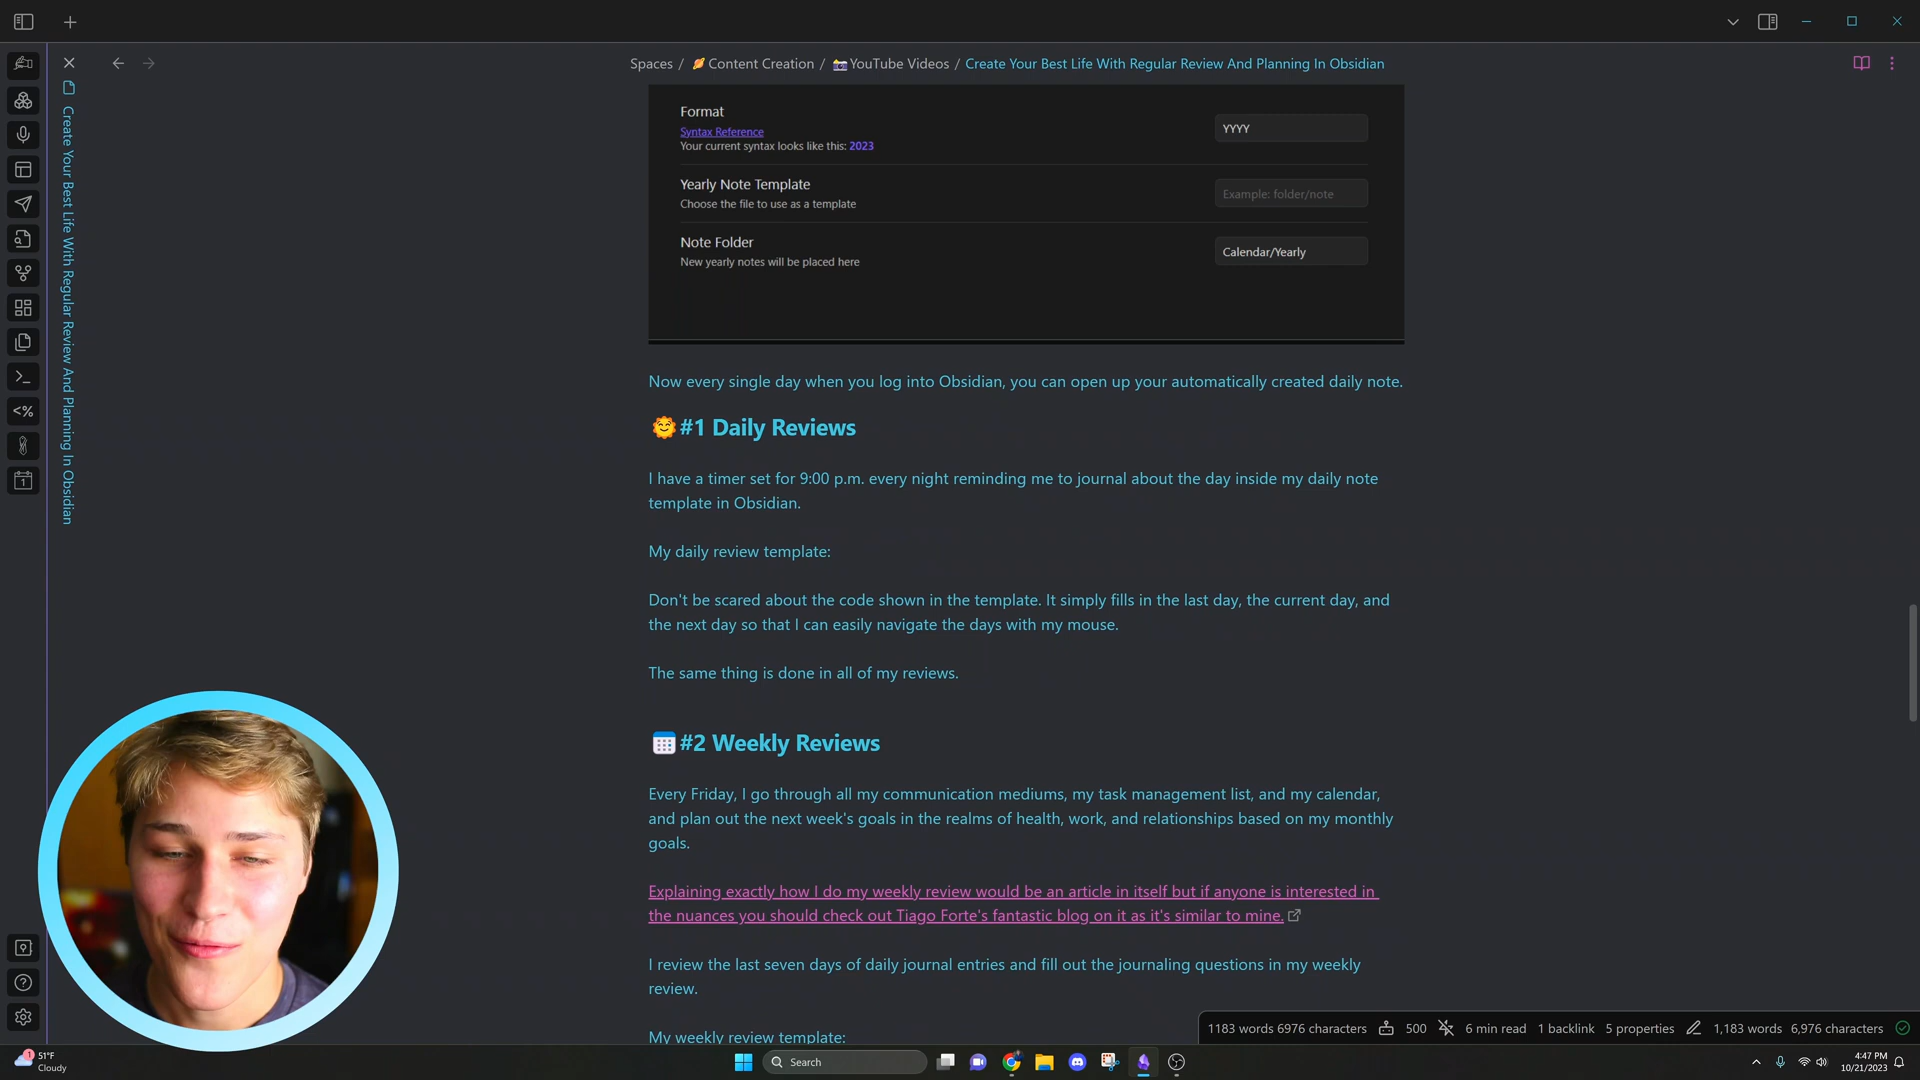 Spaces / 🪐 Content Creation / 📷 YouTube Videos / Create Your Best Life With Regular Review And Planning In Obsidian
Create Your Best Life With Regular Review And Planning In Obsidian
Format
Syntax Reference
Your current syntax looks like this: 2023
YYYY
Yearly Note Template
Choose the file to use as a template
Example: folder/note
Note Folder
New yearly notes will be placed here
Calendar/Yearly
Now every single day when you log into Obsidian, you can open up your automatically created daily note.
🌞 #1 Daily Reviews
I have a timer set for 9:00 p.m. every night reminding me to journal about the day inside my daily note
template in Obsidian.
My daily review template:
Don't be scared about the code shown in the template. It simply fills in the last day, the current day, and
the next day so that I can easily navigate the days with my mouse.
The same thing is done in all of my reviews.
#2 Weekly Reviews
Every Friday, I go through all my communication mediums, my task management list, and my calendar,
and plan out the next week's goals in the realms of health, work, and relationships based on my monthly
goals.
Explaining exactly how I do my weekly review would be an article in itself but if anyone is interested in
the nuances you should check out Tiago Forte's fantastic blog on it as it's similar to mine.
I review the last seven days of daily journal entries and fill out the journaling questions in my weekly
review.
My weekly review template:
1183 words 6976 characters 500 6 min read 1 backlink 5 properties 1,183 words 6,976 characters
<%
1
1
51°F
Cloudy
Search
4:47 PM
10/21/2023